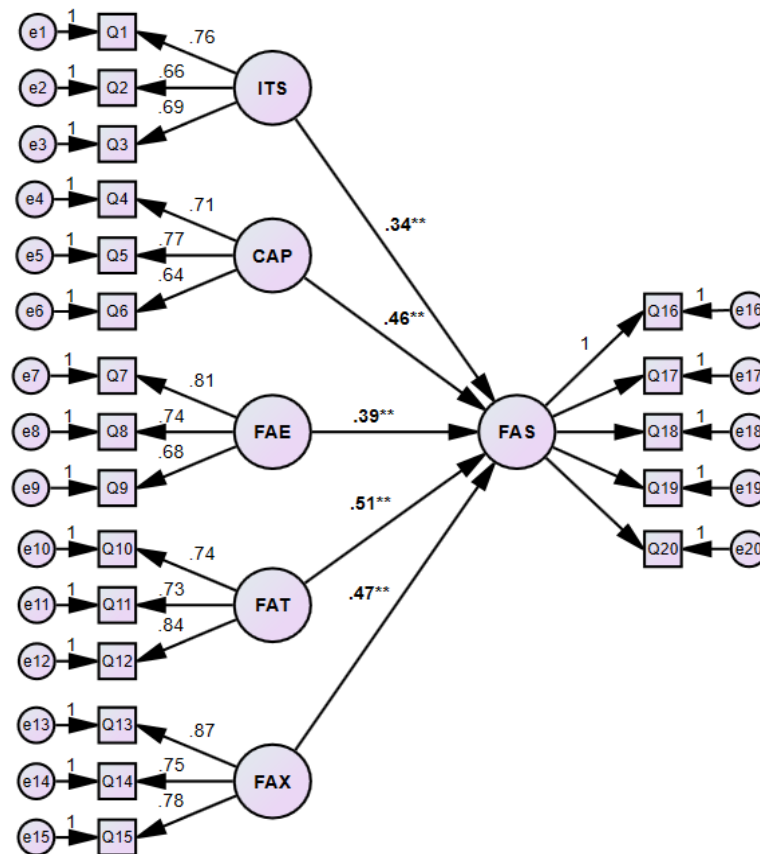 e1 1 Q1 .76
e2 1 Q2 .66 ITS
e3 1 Q3 .69
e4 1 Q4 .71
.34**
e5 1 Q5 .77 CAP
e6 1 Q6 .64
.46**
1 Q16 1 e16
e7 1 Q7 .81
Q17 1 e17
e8 1 Q8 .74 FAE .39** FAS Q18 1 e18
e9 1 Q9 .68
Q19 1 e19
.51**
e10 1 Q10 .74
Q20 1 e20
e11 1 Q11 .73 FAT .47**
e12 1 Q12 .84
e13 1 Q13 .87
e14 1 Q14 .75 FAX
e15 1 Q15 .78